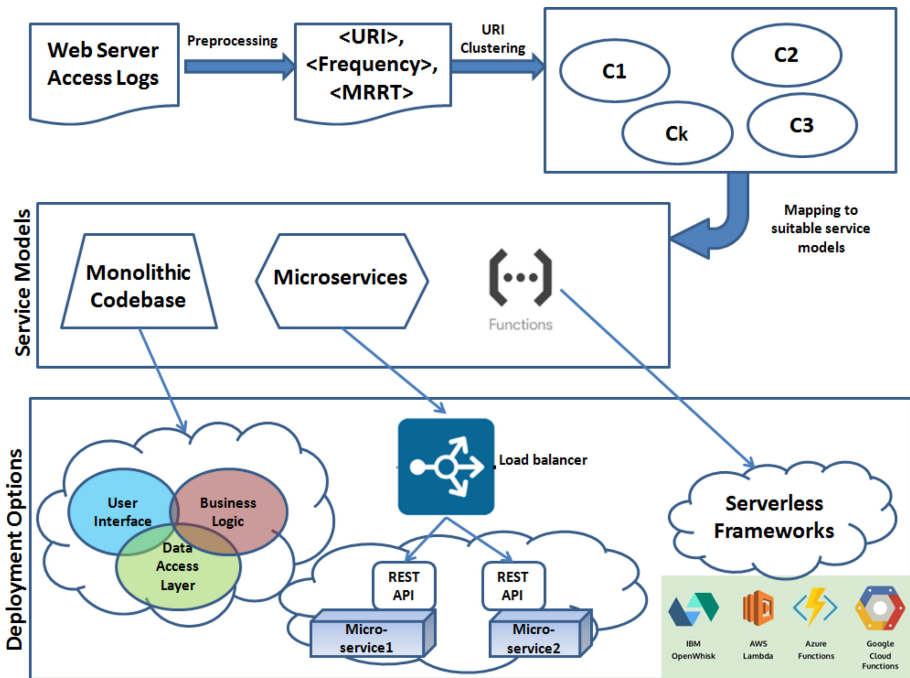 Web Server
Access Logs
Preprocessing
<URI>,
<Frequency>,
<MRRT>
URI
Clustering
C1
C2
Ck
C3
Mapping to
suitable service
models
Service Models
Monolithic
Codebase
Microservices
Functions
Deployment Options
User
Interface
Business
Logic
Data
Access
Layer
Load balancer
REST
API
REST
API
Micro-
service1
Micro-
service2
Serverless
Frameworks
IBM
OpenWhisk
AWS
Lambda
Azure
Functions
Google
Cloud
Functions